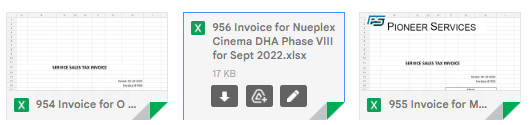 SERVICE SALES TAX INVOICE
X 954 Invoice for O ...
X 956 Invoice for Nueplex
Cinema DHA Phase VIII
for Sept 2022.xlsx
17 KB
PS PIONEER SERVICES
SERVICE SALES TAX INVOICE
X 955 Invoice for M...